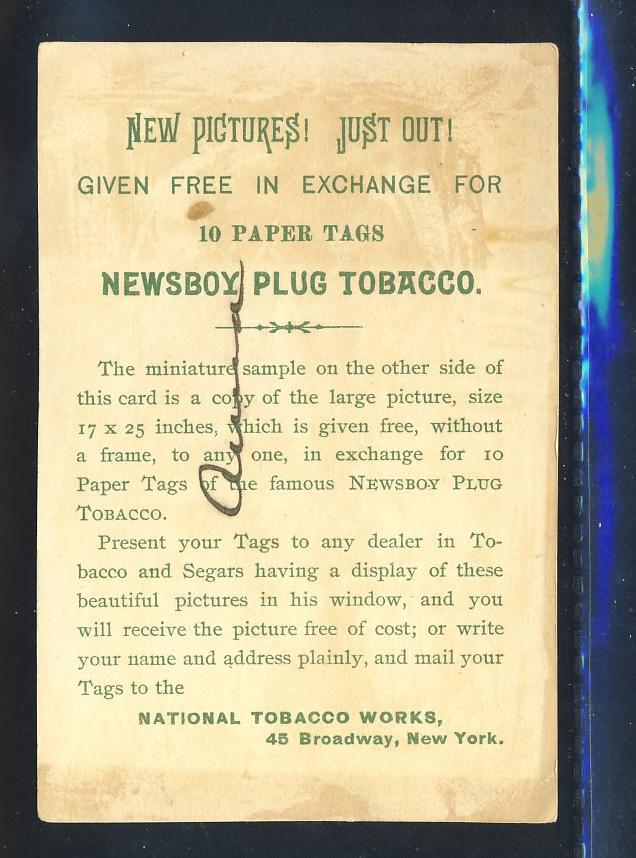 NEW PICTURES! JUST OUT!
GIVEN FREE IN EXCHANGE FOR
10 PAPER TAGS
NEWSBOY PLUG TOBACCO.
The miniature sample on the other side of
this card is a copy of the large picture, size
17 x 25 inches, which is given free, without
a frame, to any one, in exchange for 10
Paper Tags of the famous NEWSBOY PLUG
TOBACCO.
Present your Tags to any dealer in To-
bacco and Segars having a display of these
beautiful pictures in his window, and you
will receive the picture free of cost; or write
your name and address plainly, and mail your
Tags to the
NATIONAL TOBACCO WORKS,
45 Broadway, New York.